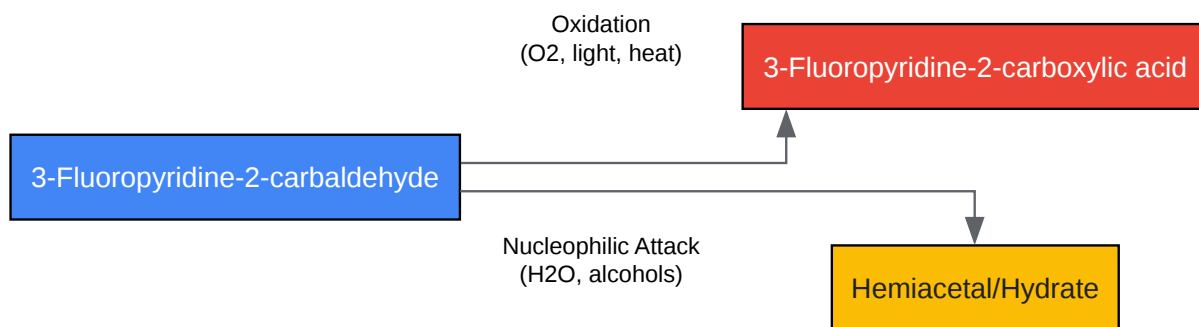 Oxidation
(O2, light, heat)
3-Fluoropyridine-2-carboxylic acid
3-Fluoropyridine-2-carbaldehyde
Nucleophilic Attack
(H2O, alcohols)
Hemiacetal/Hydrate